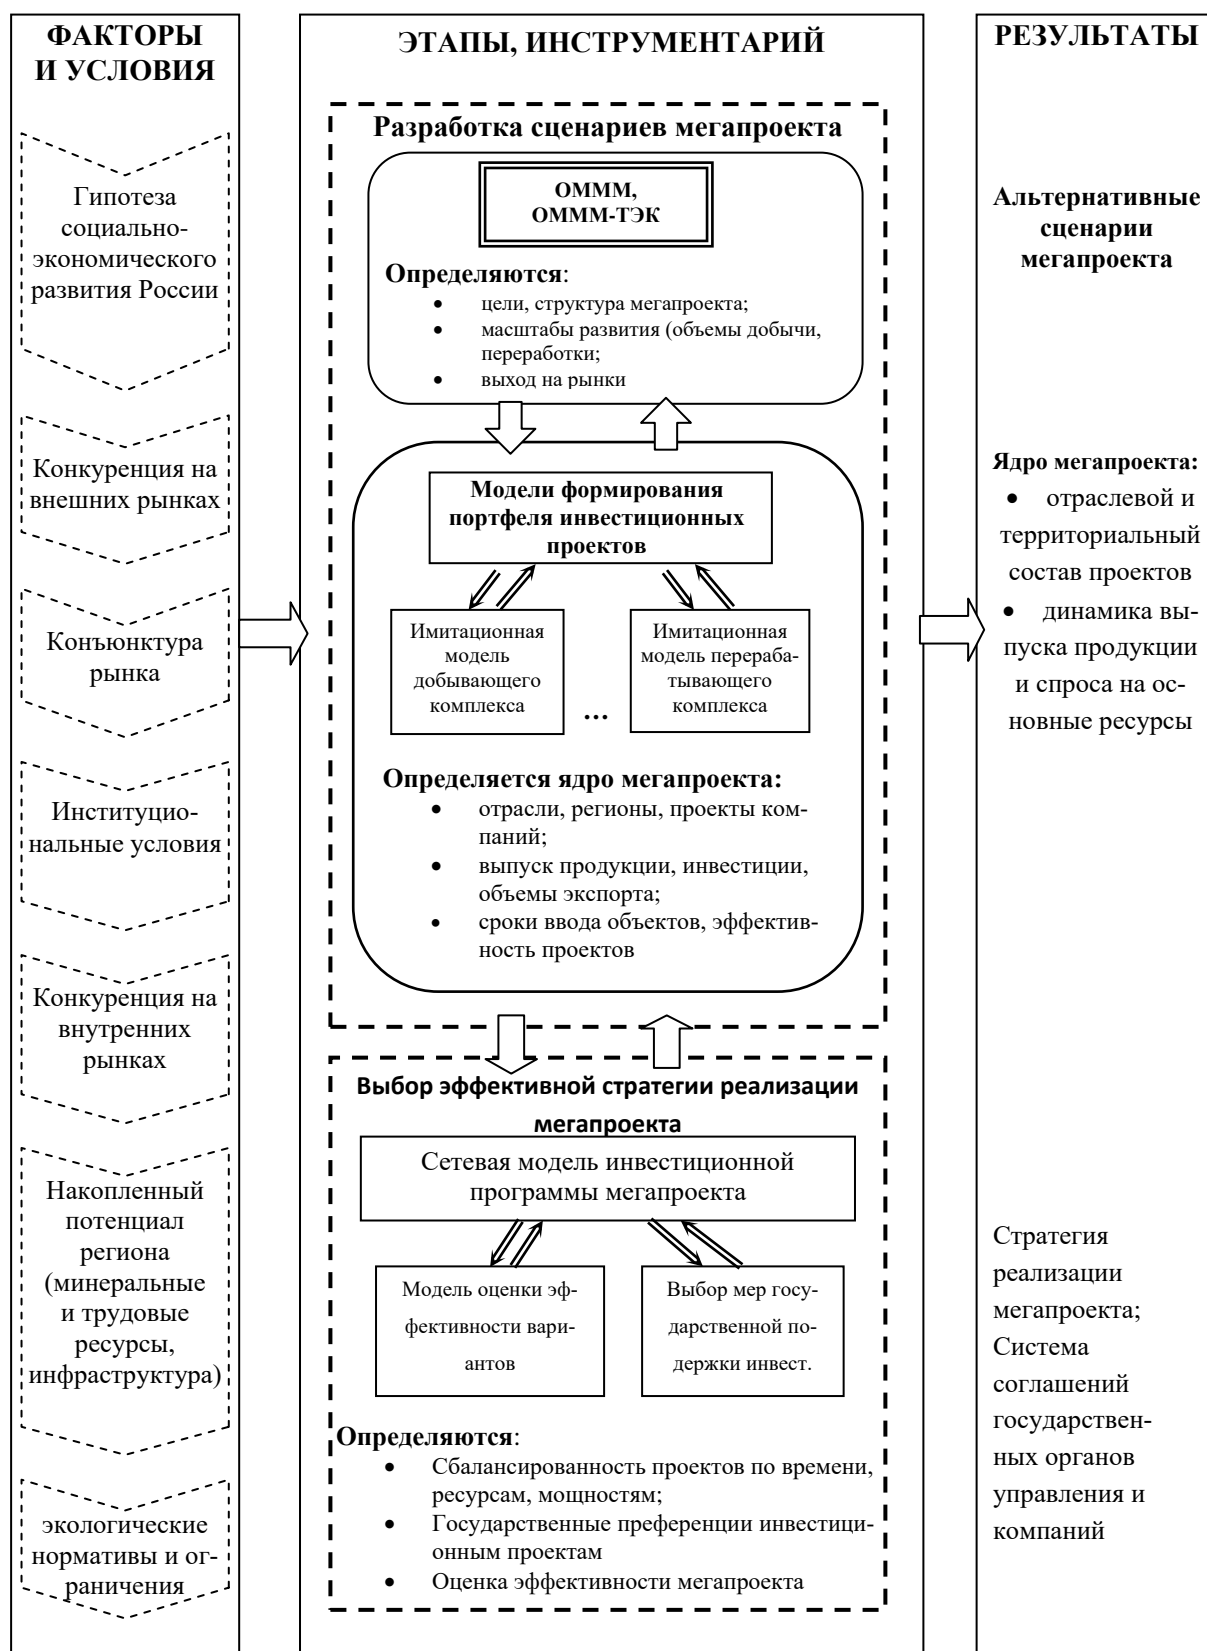 ФАКТОРЫ
И УСЛОВИЯ
Гипотеза
социально-
экономического
развития России
Конкуренция на
внешних рынках
Конъюнктура
рынка
Институцио-
нальные условия
Конкуренция на
внутренних
рынках
Накопленный
потенциал
региона
(минеральные
и трудовые
ресурсы,
инфраструктура)
экологические
нормативы и ог-
раничения
ЭТАПЫ, ИНСТРУМЕНТАРИЙ
Разработка сценариев мегапроекта
ОМММ,
ОМММ-ТЭК
Определяются:
• цели, структура мегапроекта;
• масштабы развития (объемы добычи,
переработки;
• выход на рынки
Модели формирования
портфеля инвестиционных
проектов
Имитационная
модель
добывающего
комплекса
...
Имитационная
модель перераба-
тывающего
комплекса
Определяется ядро мегапроекта:
• отрасли, регионы, проекты ком-
паний;
• выпуск продукции, инвестиции,
объемы экспорта;
• сроки ввода объектов, эффектив-
ность проектов
Выбор эффективной стратегии реализации
мегапроекта
Сетевая модель инвестиционной
программы мегапроекта
Модель оценки эф-
фективности вари-
антов
Выбор мер госу-
дарственной по-
держки инвест.
Определяются:
• Сбалансированность проектов по времени,
ресурсам, мощностям;
• Государственные преференции инвестици-
онным проектам
• Оценка эффективности мегапроекта
РЕЗУЛЬТАТЫ
Альтернативные
сценарии
мегапроекта
Ядро мегапроекта:
• отраслевой и
территориальный
состав проектов
• динамика вы-
пуска продукции
и спроса на ос-
новные ресурсы
Стратегия
реализации
мегапроекта;
Система
соглашений
государствен-
ных органов
управления и
компаний